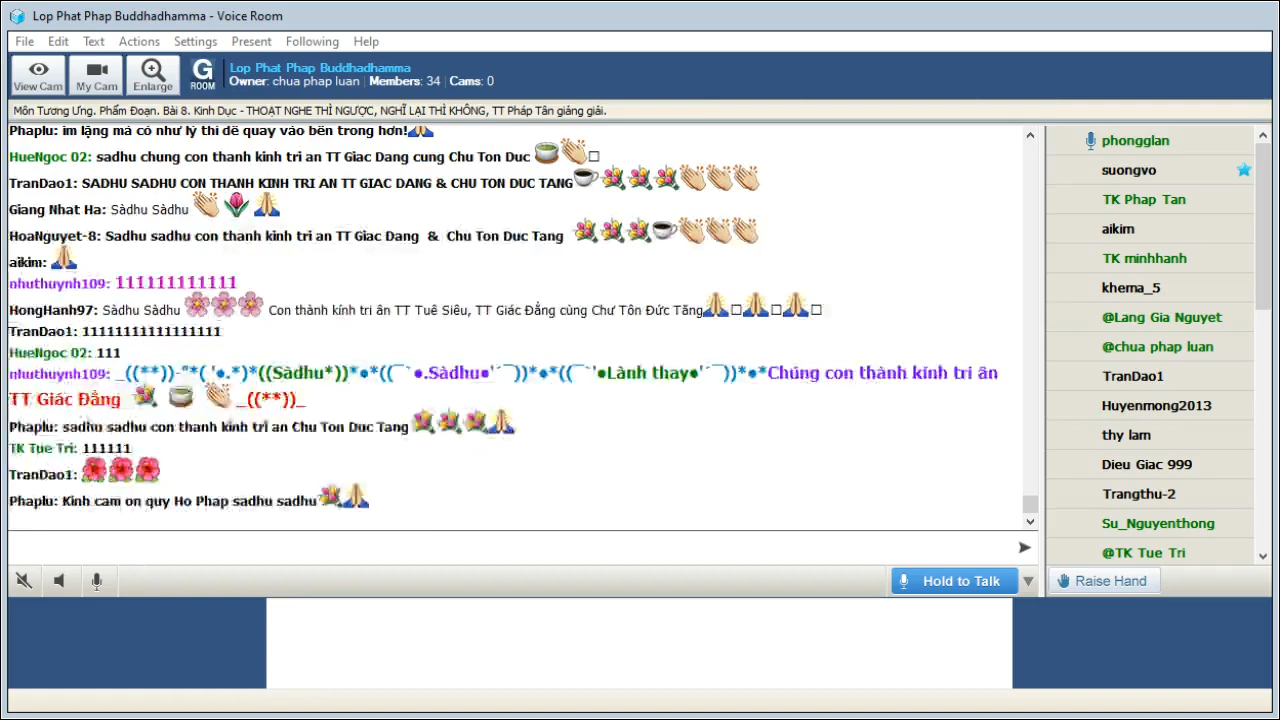 Lop Phat Phap Buddhadhamma - Voice Room
File Edit Text Actions Settings Present Following Help
View Cam My Cam Enlarge G ROOM
Lop Phat Phap Buddhadhamma
Owner: chua phap luan Members: 34 Cams: 0
Môn Tương Ưng. Phẩm Đoạn. Bài 8. Kinh Dục - THOẠT NGHE THÌ NGƯỢC, NGHĨ LẠI THÌ KHÔNG, TT Pháp Tân giảng giải.
Phaplu: im lặng mà có như lý thì dễ quay vào bên trong hơn!🙏
HueNgoc 02: sadhu chung con thanh kinh tri an TT Giac Dang cung Chu Ton Duc 🍵👏□
TranDao1: SADHU SADHU CON THANH KINH TRI AN TT GIAC DANG & CHU TON DUC TANG☕💐💐💐👏👏👏
Giang Nhat Ha: Sàdhu Sàdhu 👏🌷🙏
HoaNguyet-8: Sadhu sadhu con thanh kinh tri an TT Giac Dang & Chu Ton Duc Tang 💐💐💐☕👏👏👏
aikim: 🙏
nhuthuynh109: 111111111111
HongHanh97: Sàdhu Sàdhu 🌸🌸🌸 Con thành kính tri ân TT Tuệ Siêu, TT Giác Đẳng cùng Chư Tôn Đức Tăng🙏□🙏□🙏□
TranDao1: 11111111111111111
HueNgoc 02: 111
nhuthuynh109: _((**))-"*( '●.*)*((Sàdhu*))*●*((¯`●.Sàdhu●'´¯))*●*((¯`'●Lành thay●'´¯))*●*Chúng con thành kính tri ân
TT Giác Đẳng 💐 🍵 👏 _((**))_
Phaplu: sadhu sadhu con thanh kinh tri an Chu Ton Duc Tang 💐💐💐🙏
TK Tue Tri: 111111
TranDao1: 🌺🌺🌺
Phaplu: Kinh cam on quy Ho Phap sadhu sadhu💐🙏
Hold to Talk
phongglan
suongvo
TK Phap Tan
aikim
TK minhhanh
khema_5
@Lang Gia Nguyet
@chua phap luan
TranDao1
Huyenmong2013
thy lam
Dieu Giac 999
Trangthu-2
Su_Nguyenthong
@TK Tue Tri
Raise Hand